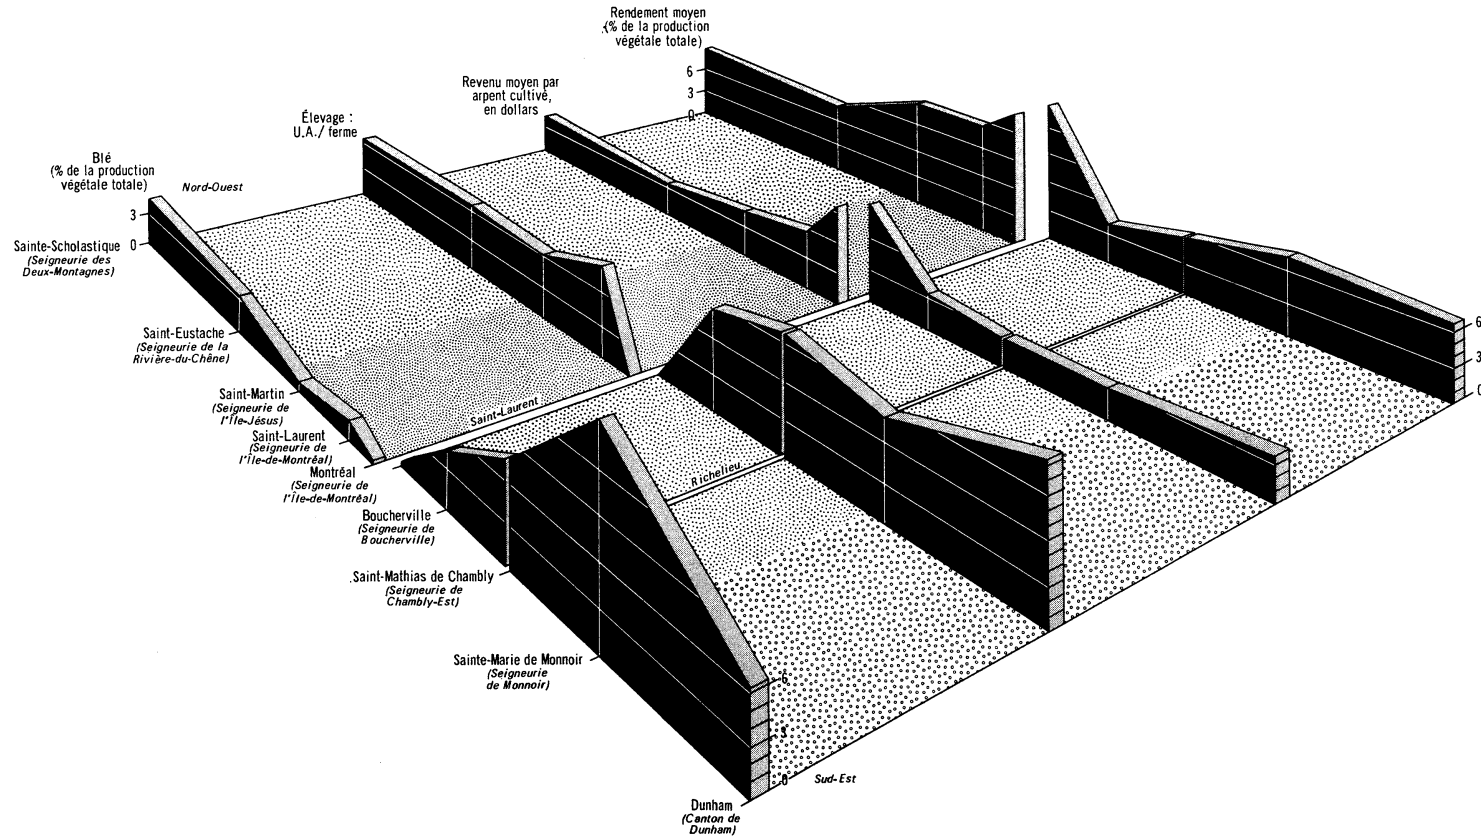 Rendement moyen
(% de la production
végétale totale)
6
3
0
Revenu moyen par
arpent cultivé,
en dollars
Élevage :
U.A./ ferme
Blé
(% de la production
végétale totale)
Nord-Ouest
3
0
Sainte-Scholastique
(Seigneurie des
Deux-Montagnes)
Saint-Eustache
(Seigneurie de la
Rivière-du-Chêne)
Saint-Martin
(Seigneurie de
l'Île-Jésus)
Saint-Laurent
(Seigneurie de
l'Île-de-Montréal)
Montréal
(Seigneurie de
l'Île-de-Montréal)
Boucherville
(Seigneurie de
Boucherville)
Saint-Mathias de Chambly
(Seigneurie de
Chambly-Est)
Sainte-Marie de Monnoir
(Seigneurie
de Monnoir)
Dunham
(Canton de
Dunham)
Saint-Laurent
Richelieu
6
3
0
6
3
0
Sud-Est